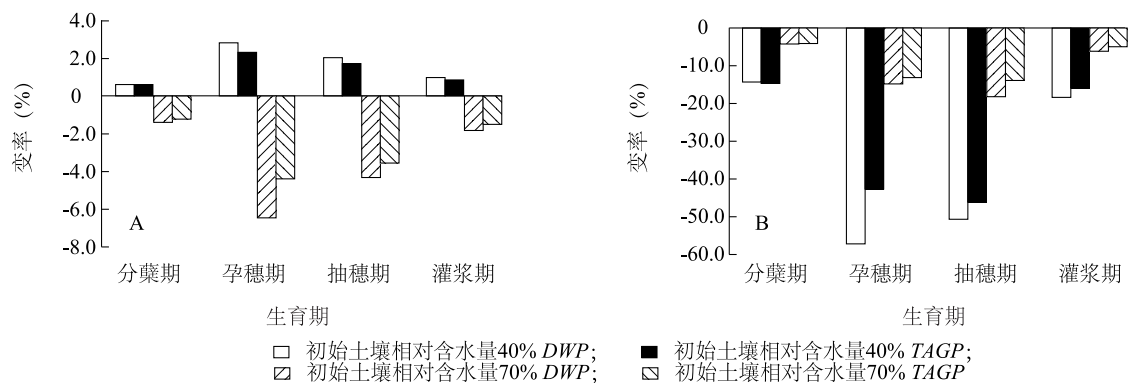 变率 (%)
4.0
2.0
0
-2.0
-4.0
-6.0
-8.0
A
分蘖期 孕穗期 抽穗期 灌浆期
生育期
变率 (%)
0
-10.0
-20.0
-30.0
-40.0
-50.0
-60.0
B
分蘖期 孕穗期 抽穗期 灌浆期
生育期
初始土壤相对含水量40% DWP; 初始土壤相对含水量40% TAGP;
初始土壤相对含水量70% DWP; 初始土壤相对含水量70% TAGP